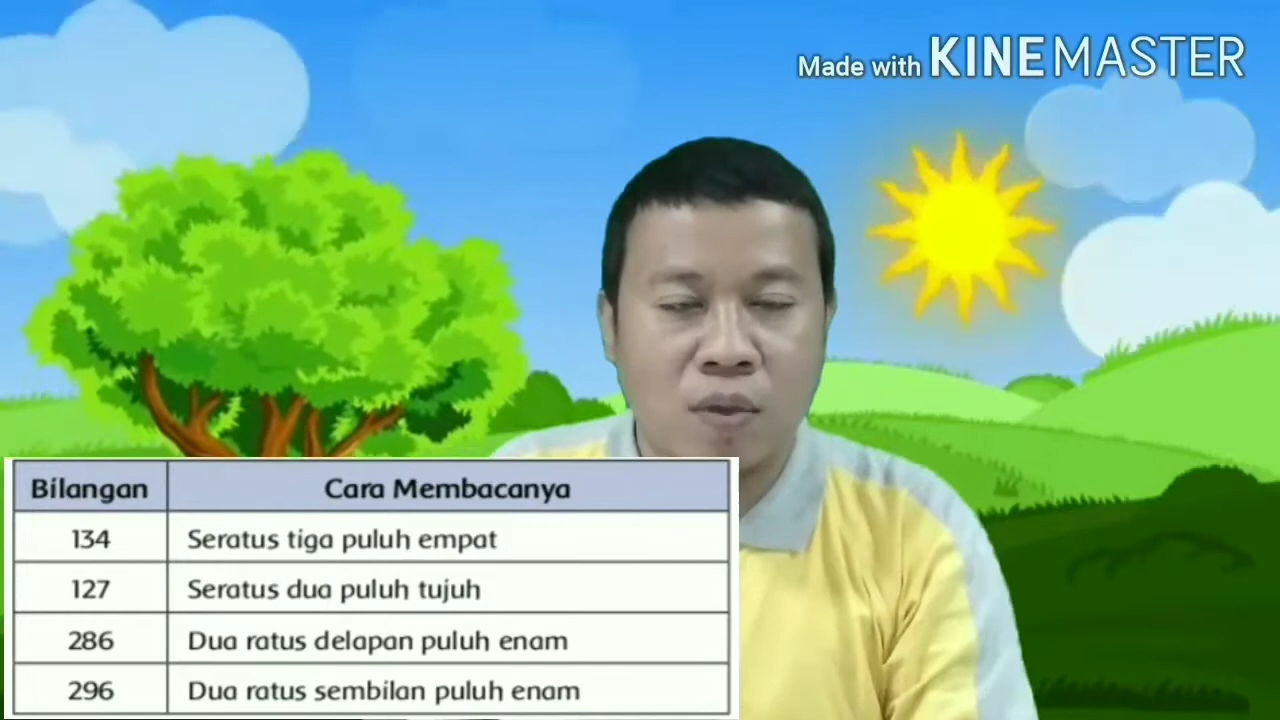 Made with KINEMASTER
Bilangan Cara Membacanya
134 Seratus tiga puluh empat
127 Seratus dua puluh tujuh
286 Dua ratus delapan puluh enam
296 Dua ratus sembilan puluh enam